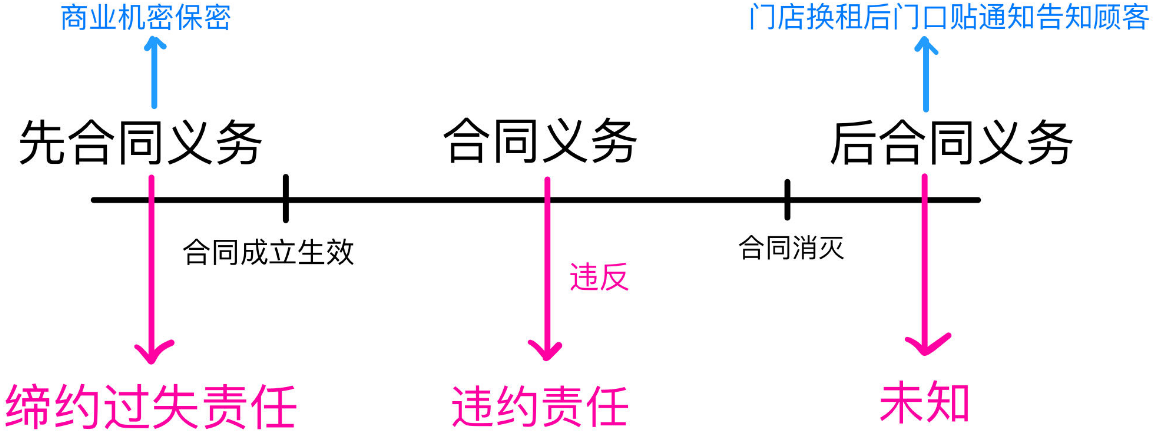 商业机密保密
门店换租后门口贴通知告知顾客
先合同义务
合同义务
后合同义务
合同成立生效
合同消灭
违反
缔约过失责任
违约责任
未知